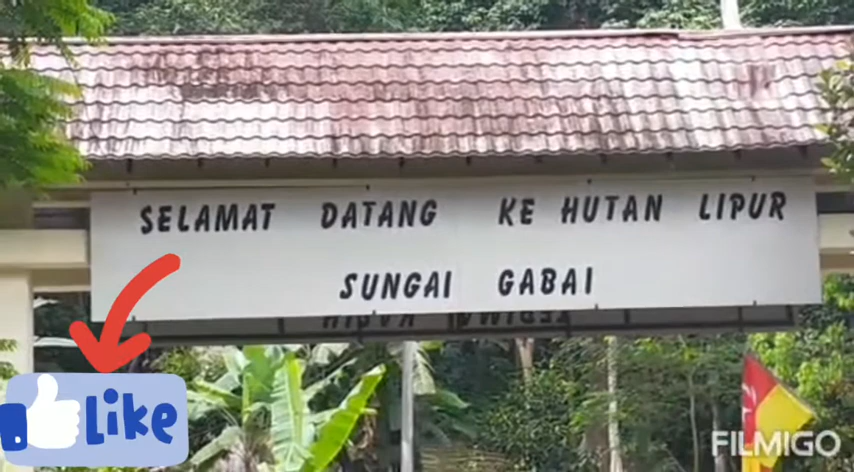 SELAMAT DATANG KE HUTAN LIPUR
SUNGAI GABAI
Like
FILMIGO